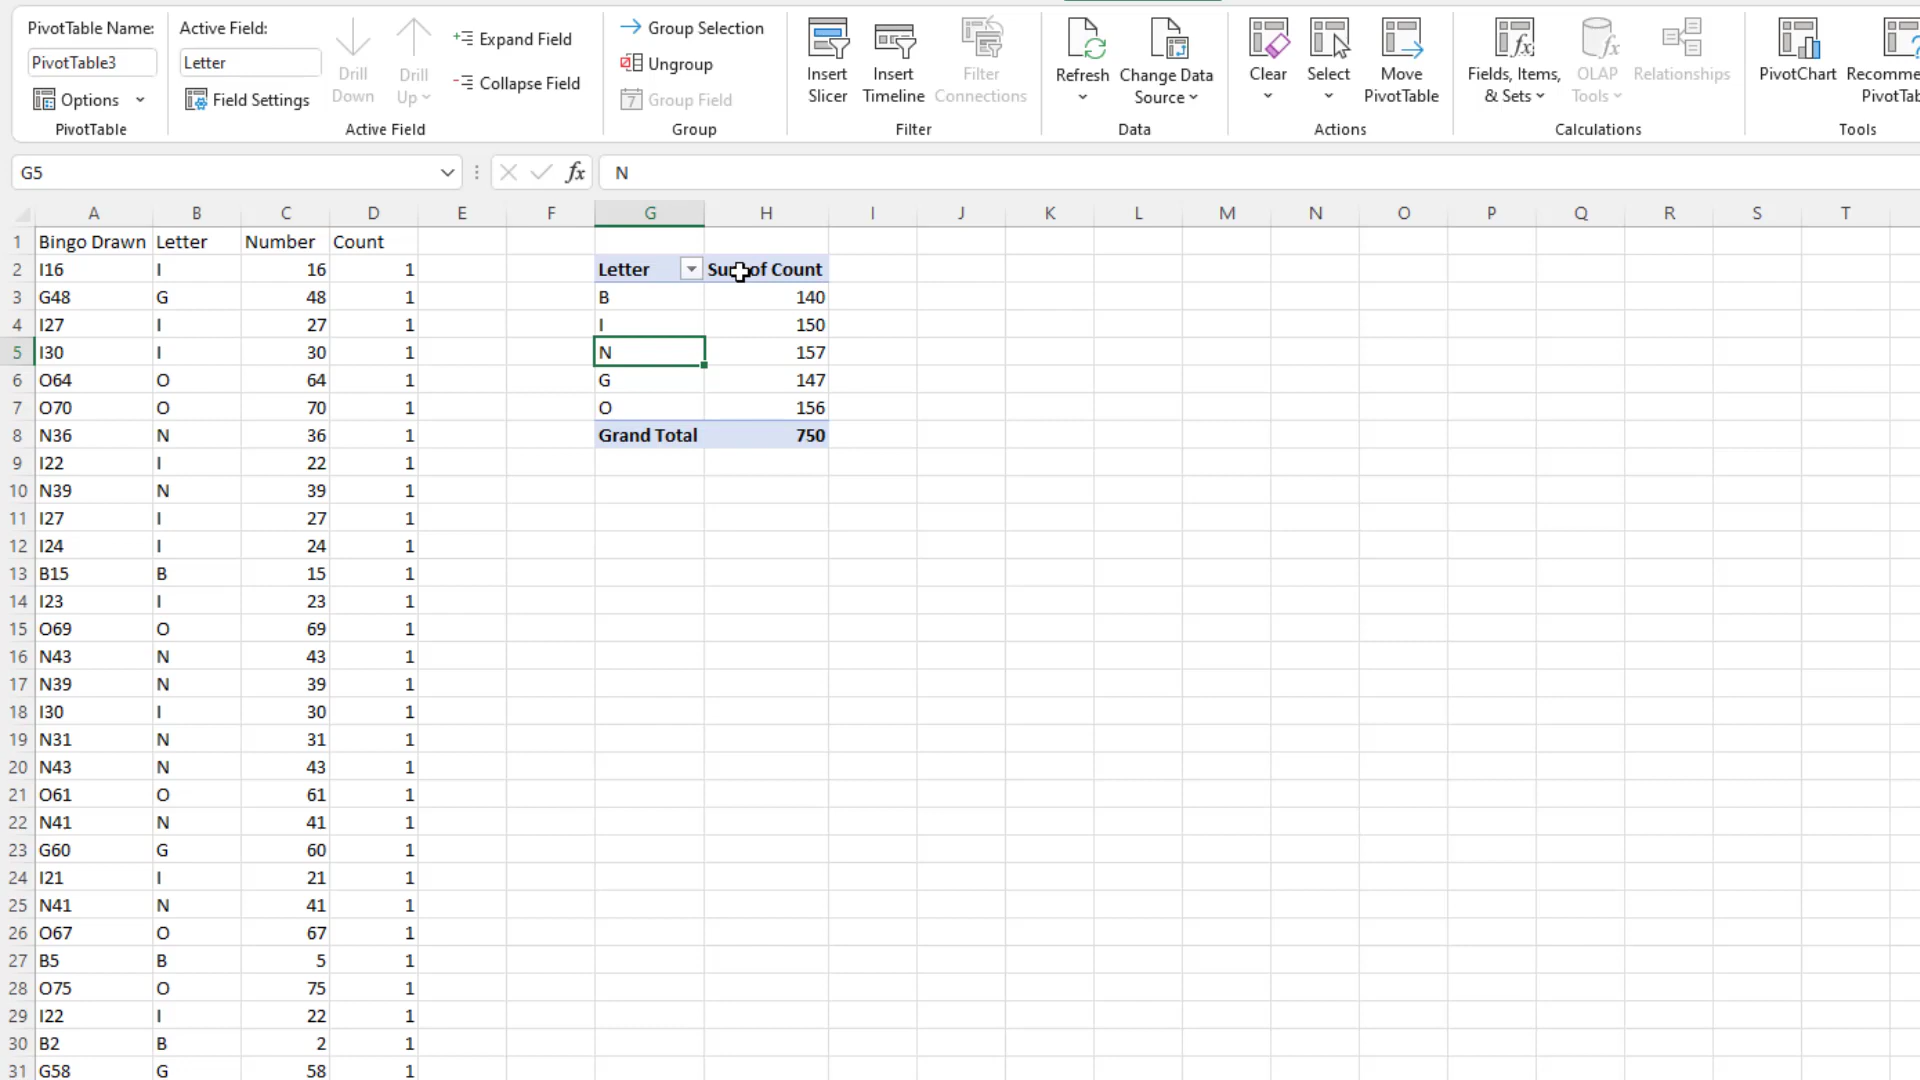 PivotTable Name: Active Field:
PivotTable3 Letter
Options Field Settings
Drill Down
Drill Up
Expand Field
Collapse Field
Group Selection
Ungroup
Group Field
Insert Slicer
Insert Timeline
Filter Connections
Refresh
Change Data Source
Clear
Select
Move PivotTable
Fields, Items, & Sets
OLAP Tools
Relationships
PivotChart
Recomme
PivotTab
PivotTable Active Field Group Filter Data Actions Calculations Tools
G5 fx N
A B C D E F G H I J K L M N O P Q R S T
1 Bingo Drawn Letter Number Count
2 I16 I 16 1 Letter Sum of Count
3 G48 G 48 1 B 140
4 I27 I 27 1 I 150
5 I30 I 30 1 N 157
6 O64 O 64 1 G 147
7 O70 O 70 1 O 156
8 N36 N 36 1 Grand Total 750
9 I22 I 22 1
10 N39 N 39 1
11 I27 I 27 1
12 I24 I 24 1
13 B15 B 15 1
14 I23 I 23 1
15 O69 O 69 1
16 N43 N 43 1
17 N39 N 39 1
18 I30 I 30 1
19 N31 N 31 1
20 N43 N 43 1
21 O61 O 61 1
22 N41 N 41 1
23 G60 G 60 1
24 I21 I 21 1
25 N41 N 41 1
26 O67 O 67 1
27 B5 B 5 1
28 O75 O 75 1
29 I22 I 22 1
30 B2 B 2 1
31 G58 G 58 1